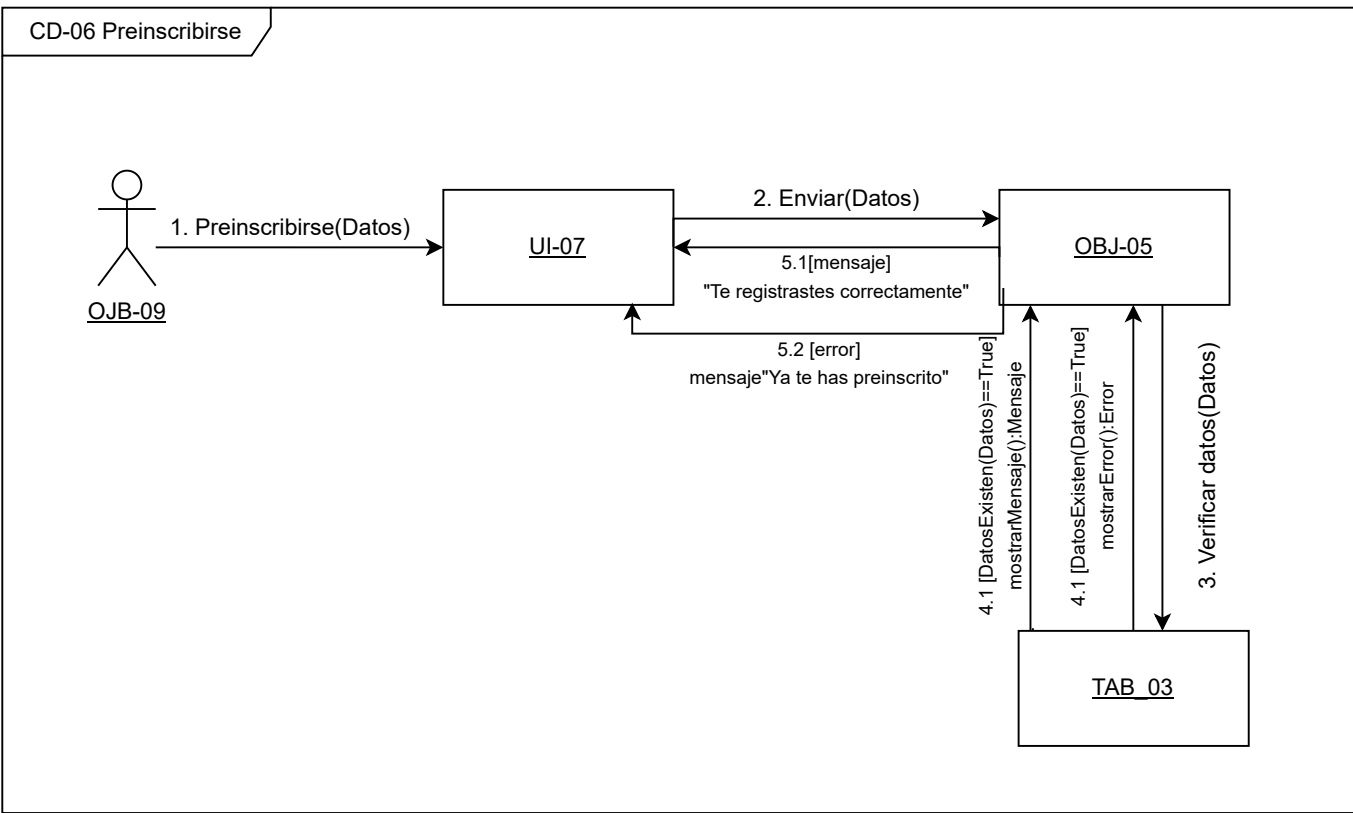 CD-06 Preinscribirse
1. Preinscribirse(Datos)
OJB-09
UI-07
2. Enviar(Datos)
OBJ-05
5.1[mensaje]
"Te registrastes correctamente"
5.2 [error]
mensaje"Ya te has preinscrito"
4.1 [DatosExisten(Datos)==True]
mostrarMensaje():Mensaje
4.1 [DatosExisten(Datos)==True]
mostrarError():Error
3. Verificar datos(Datos)
TAB_03